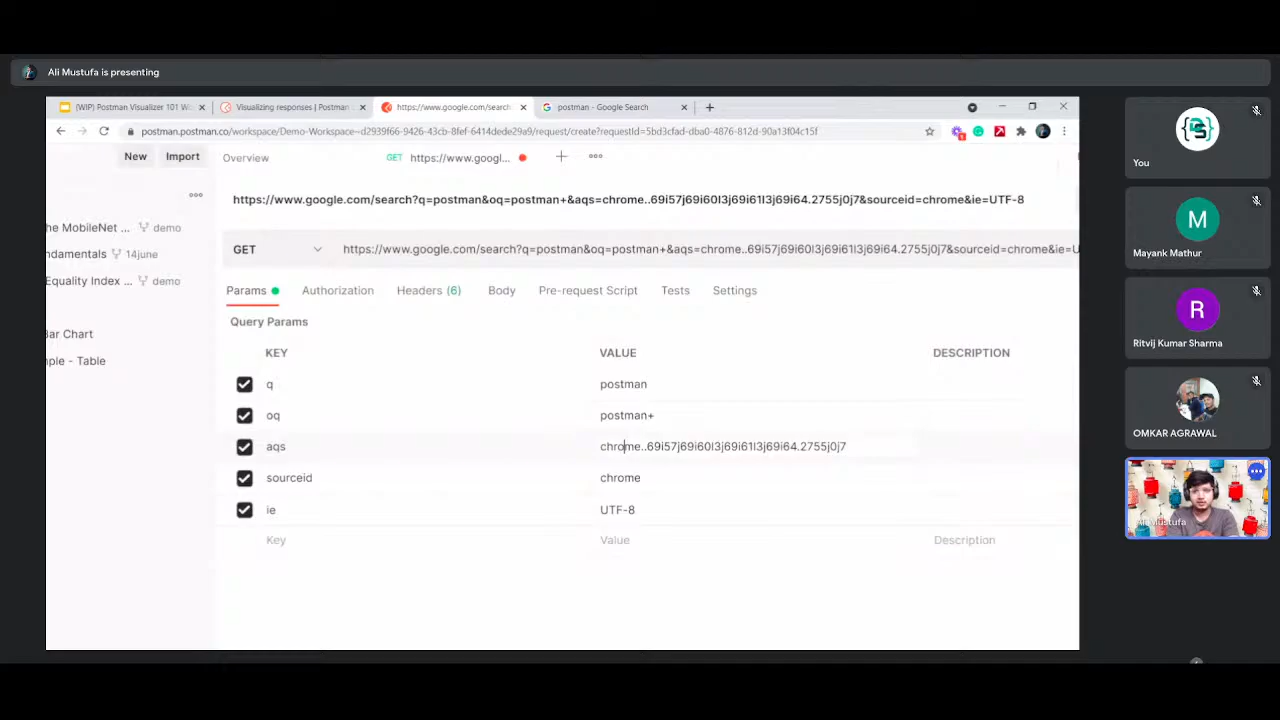 Ali Mustufa is presenting
(WIP) Postman Visualizer 101 Wo
Visualizing responses | Postman
https://www.google.com/search
postman - Google Search
postman.postman.co/workspace/Demo-Workspace~d2939f66-9426-43cb-8fef-6414dede29a9/request/create?requestId=5bd3cfad-dba0-4876-812d-90a13f04c15f
New Import Overview GET https://www.googl...
https://www.google.com/search?q=postman&oq=postman+&aqs=chrome..69i57j69i60l3j69i61l3j69i64.2755j0j7&sourceid=chrome&ie=UTF-8
he MobileNet ... demo
GET https://www.google.com/search?q=postman&oq=postman+&aqs=chrome..69i57j69i60l3j69i61l3j69i64.2755j0j7&sourceid=chrome&ie=U
ndamentals 14june
Equality Index ... demo
Bar Chart
ple - Table
Params Authorization Headers (6) Body Pre-request Script Tests Settings
Query Params
KEY VALUE DESCRIPTION
q postman
oq postman+
aqs chrome..69i57j69i60l3j69i61l3j69i64.2755j0j7
sourceid chrome
ie UTF-8
Key Value Description
You
M
Mayank Mathur
R
Ritvij Kumar Sharma
OMKAR AGRAWAL
Ali Mustufa